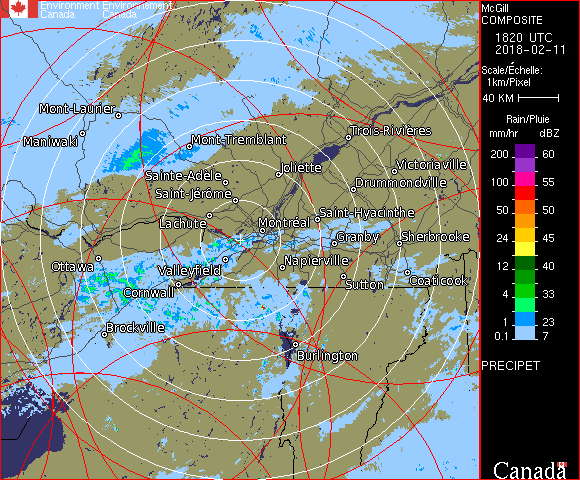 Environment Environnement
Canada Canada
McGill
COMPOSITE
1820 UTC
2018-02-11
Scale/Échelle:
1km/Pixel
40 KM
Rain/Pluie
mm/hr dBZ
200 60
100 55
50 50
24 45
12 40
4 33
1 23
0.1 7
PRECIPET
Canada
Mont-Laurier
Maniwaki
Mont-Tremblant
Trois-Rivières
Sainte-Adèle
Joliette
Victoriaville
Saint-Jérôme
Drummondville
Lachute
Montréal
Saint-Hyacinthe
Granby
Sherbrooke
Ottawa
Valleyfield
Napierville
Cornwall
Sutton
Coaticook
Brockville
Burlington